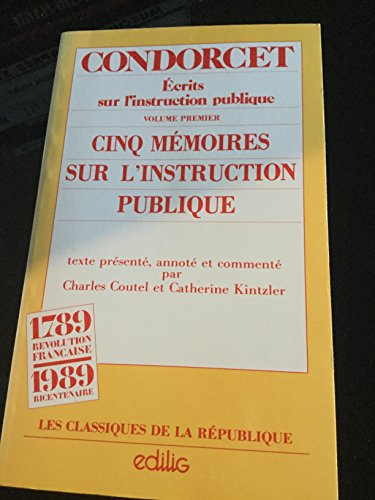 CONDORCET
Écrits
sur l'instruction publique
VOLUME PREMIER
CINQ MÉMOIRES
SUR L'INSTRUCTION
PUBLIQUE
texte présenté, annoté et commenté
par
Charles Coutel et Catherine Kintzler
1789
REVOLUTION
FRANÇAISE
1989
BICENTENAIRE
LES CLASSIQUES DE LA RÉPUBLIQUE
edilig